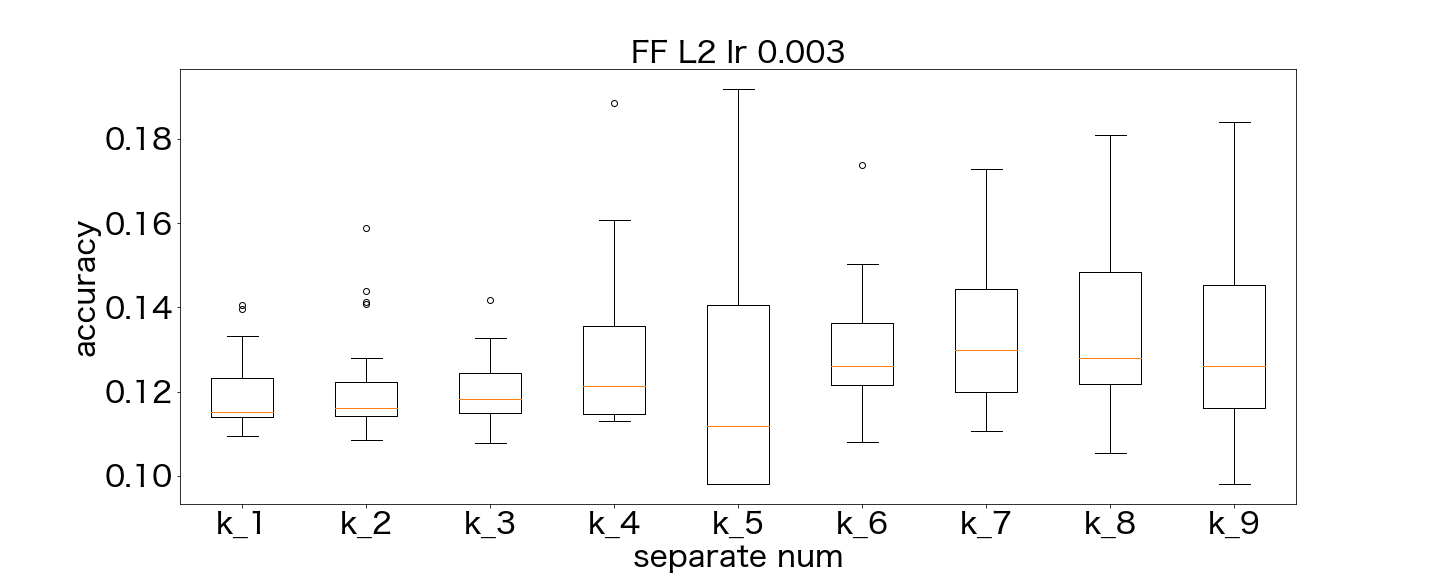 FF L2 lr 0.003
accuracy
0.18
0.16
0.14
0.12
0.10
k_1 k_2 k_3 k_4 k_5 k_6 k_7 k_8 k_9
separate num